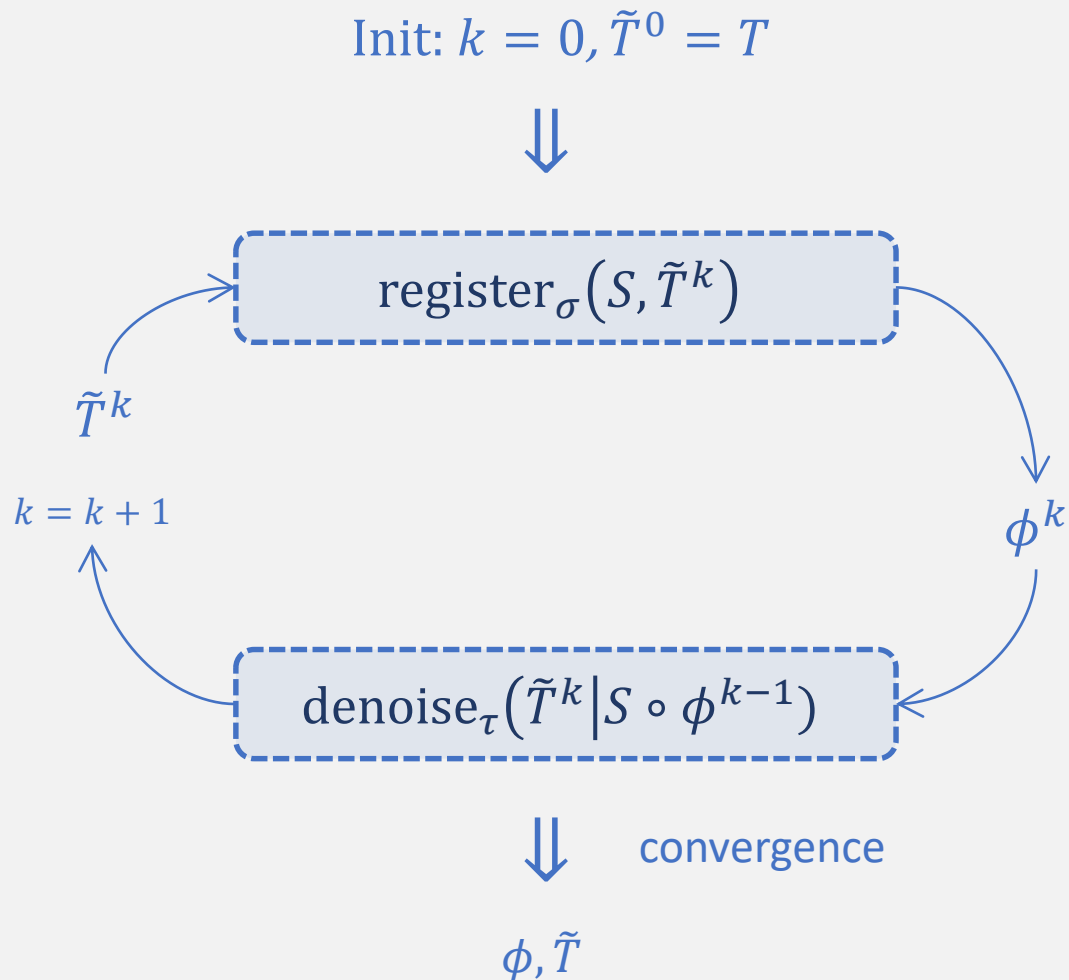 Init: 𝑘 = 0, 𝑇̃⁰ = 𝑇
register_σ(𝑆, 𝑇̃ᵏ)
𝑇̃ᵏ
𝑘 = 𝑘 + 1
𝜙ᵏ
denoise_τ(𝑇̃ᵏ|𝑆 ∘ 𝜙ᵏ⁻¹)
convergence
𝜙, 𝑇̃